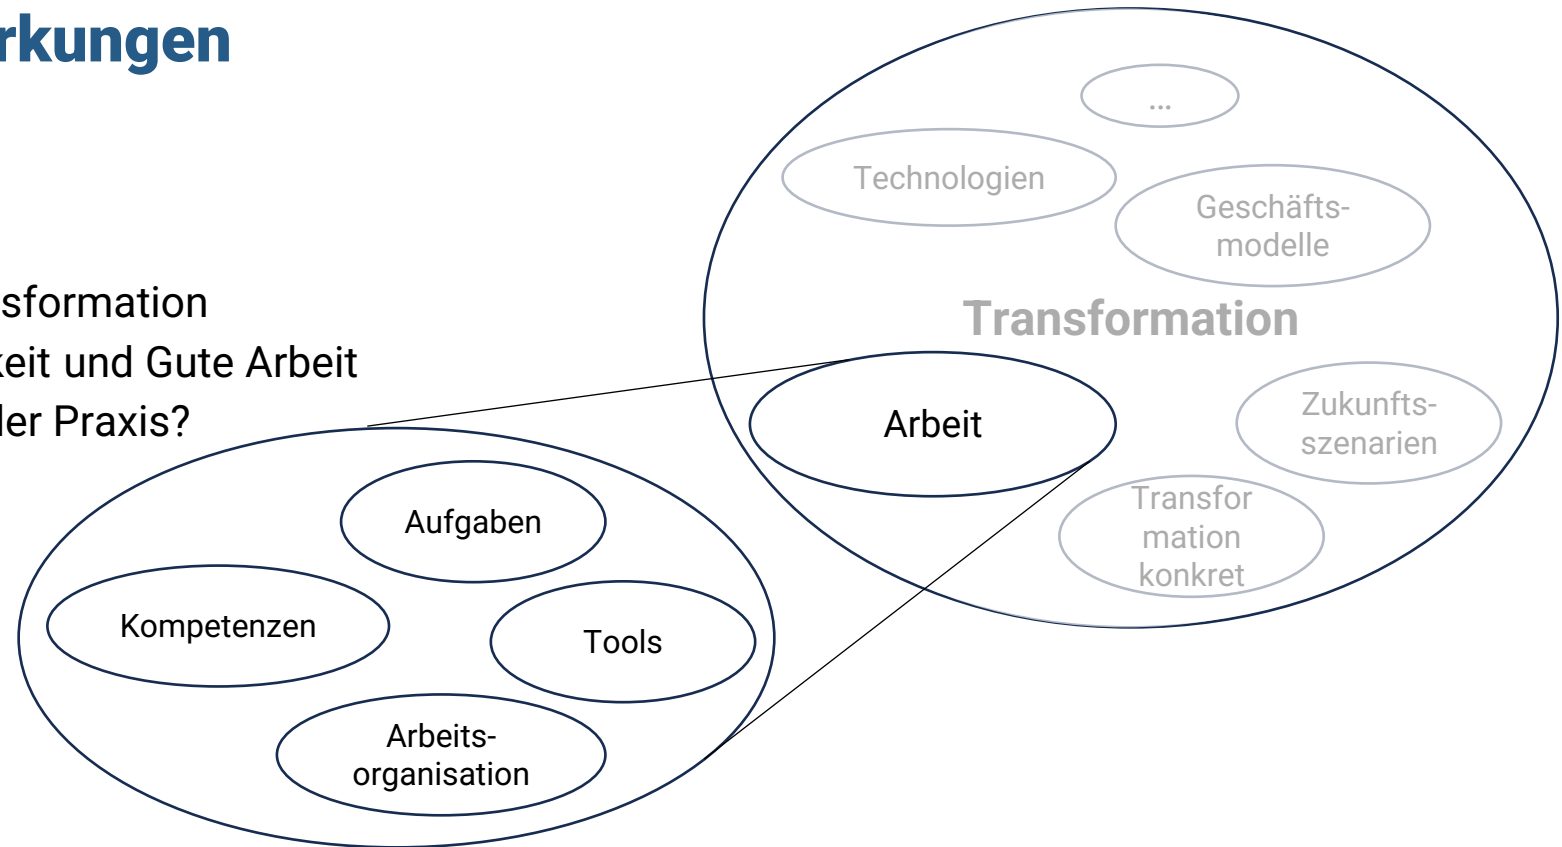 rkungen
sformation
keit und Gute Arbeit
der Praxis?
...
Technologien
Geschäfts-
modelle
Transformation
Arbeit
Zukunfts-
szenarien
Transfor
mation
konkret
Aufgaben
Kompetenzen
Tools
Arbeits-
organisation